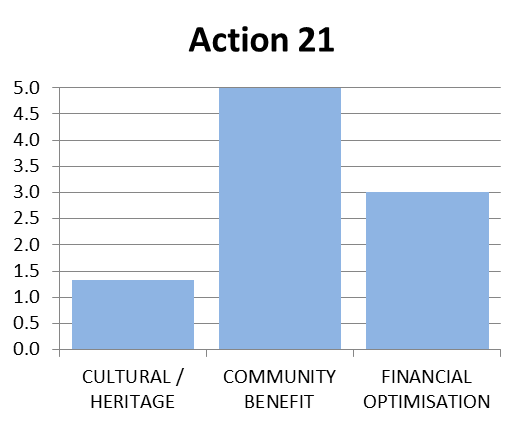 Action 21
5.0
4.5
4.0
3.5
3.0
2.5
2.0
1.5
1.0
0.5
0.0
CULTURAL /
HERITAGE
COMMUNITY
BENEFIT
FINANCIAL
OPTIMISATION